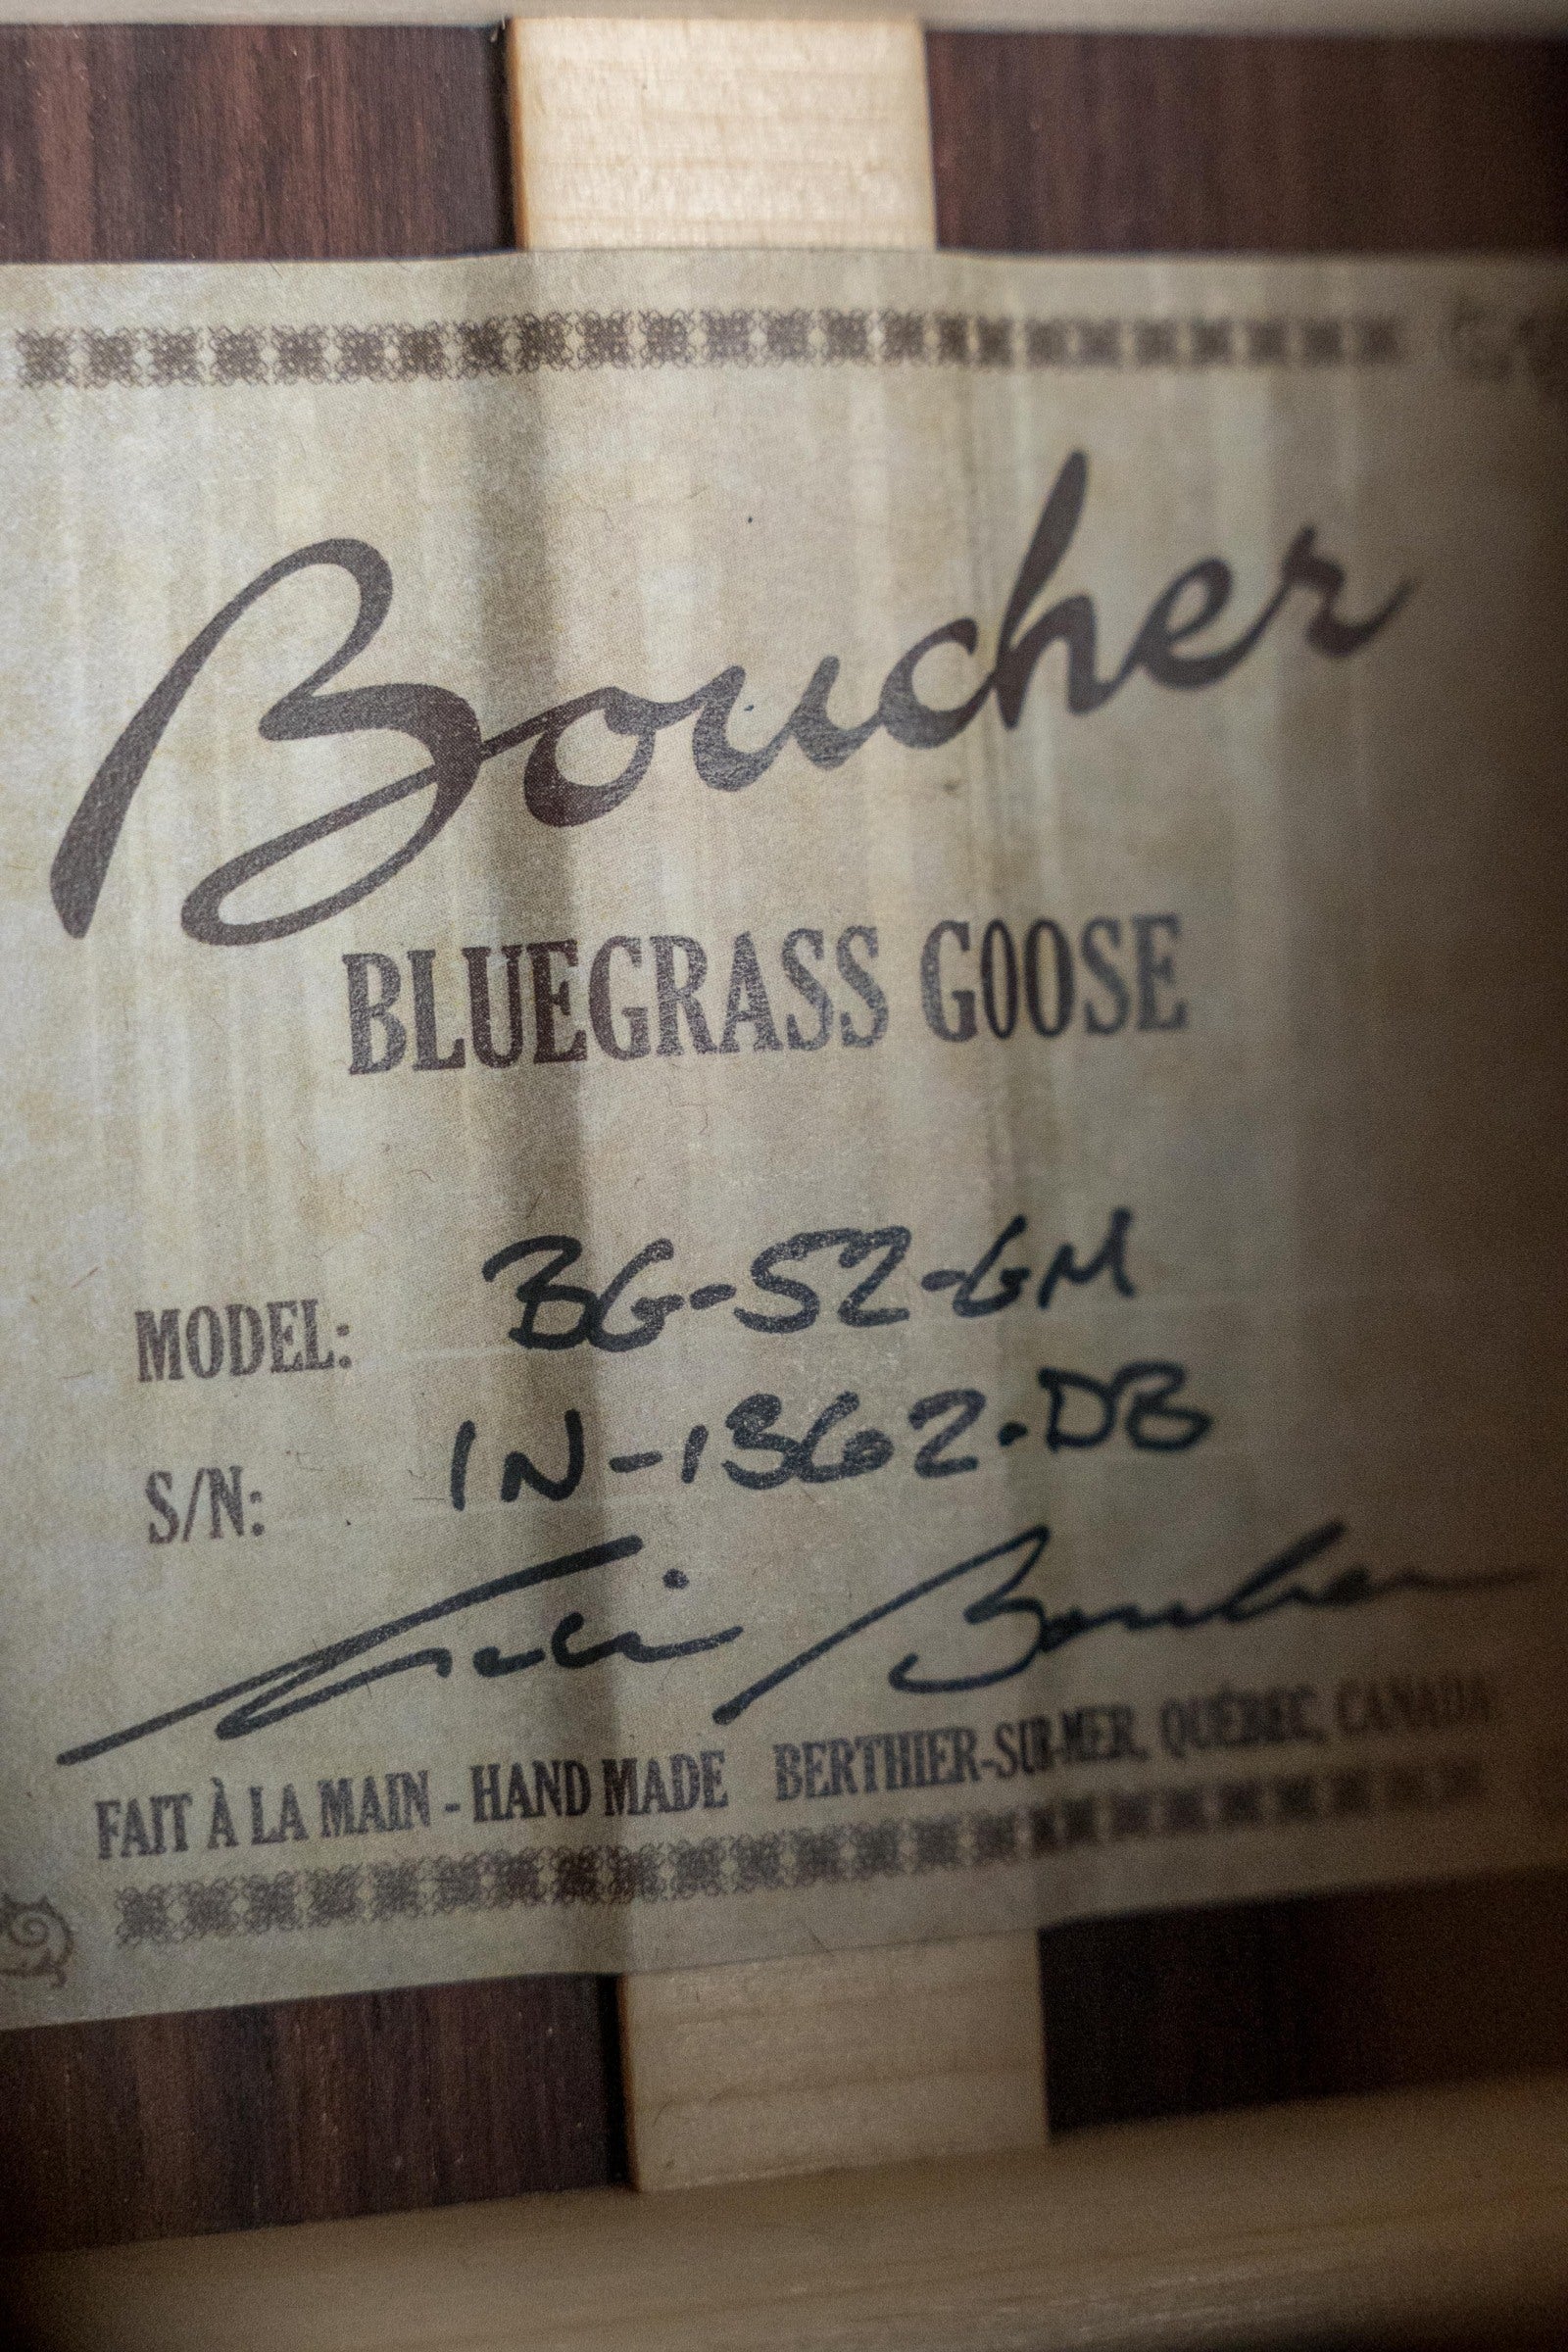 Boucher
BLUEGRASS GOOSE
MODEL: BG-52-GM
S/N: IN-1362-DB
Boucher
FAIT À LA MAIN - HAND MADE BERTHIER-SUR-MER, QUÉBEC, CANADA